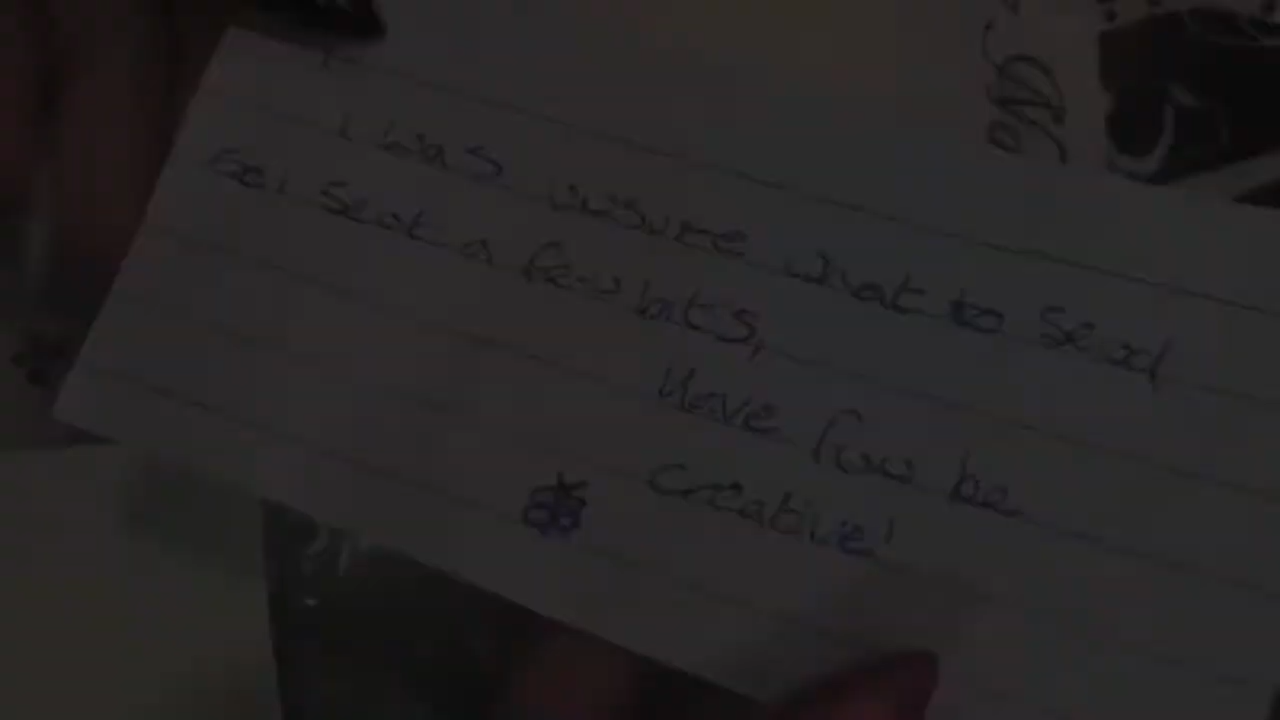 I was unsure what to send
so i sent a few bits,
Have fun be
creative!